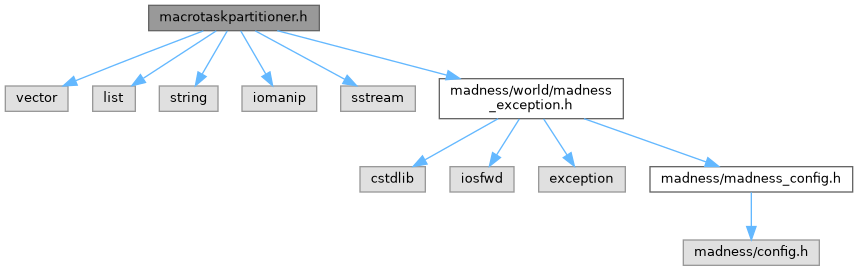 macrotaskpartitioner.h
vector
list
string
iomanip
sstream
madness/world/madness
_exception.h
cstdlib
iosfwd
exception
madness/madness_config.h
madness/config.h